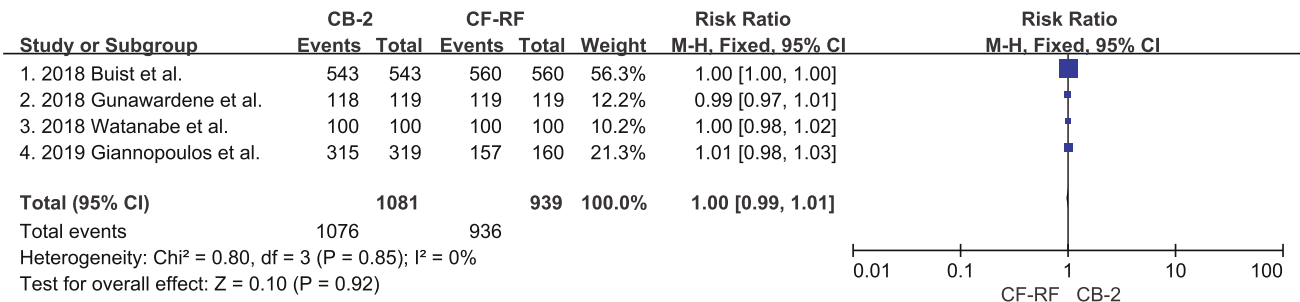 CB-2 CF-RF Risk Ratio Risk Ratio
Study or Subgroup Events Total Events Total Weight M-H, Fixed, 95% CI M-H, Fixed, 95% CI
1. 2018 Buist et al. 543 543 560 560 56.3% 1.00 [1.00, 1.00]
2. 2018 Gunawardene et al. 118 119 119 119 12.2% 0.99 [0.97, 1.01]
3. 2018 Watanabe et al. 100 100 100 100 10.2% 1.00 [0.98, 1.02]
4. 2019 Giannopoulos et al. 315 319 157 160 21.3% 1.01 [0.98, 1.03]
Total (95% CI) 1081 939 100.0% 1.00 [0.99, 1.01]
Total events 1076 936
Heterogeneity: Chi² = 0.80, df = 3 (P = 0.85); I² = 0%
Test for overall effect: Z = 0.10 (P = 0.92)
0.01 0.1 1 10 100
CF-RF CB-2